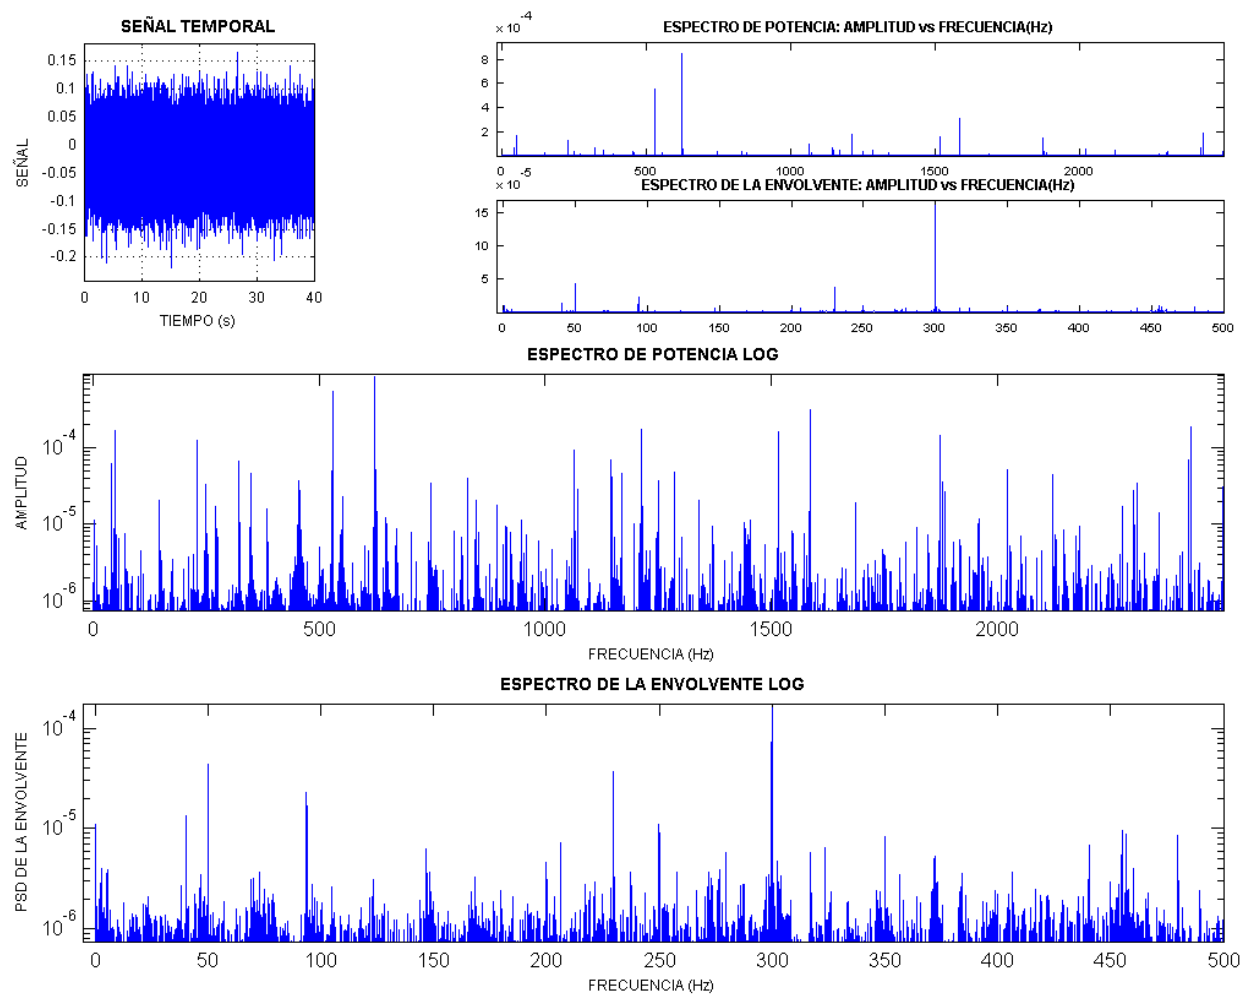 SEÑAL TEMPORAL
0.15
0.1
0.05
0
-0.05
-0.1
-0.15
-0.2
SEÑAL
0 10 20 30 40
TIEMPO (s)
× 10 -4
ESPECTRO DE POTENCIA: AMPLITUD vs FRECUENCIA(Hz)
8
6
4
2
0 500 1000 1500 2000
× 10 -5
ESPECTRO DE LA ENVOLVENTE: AMPLITUD vs FRECUENCIA(Hz)
15
10
5
0 50 100 150 200 250 300 350 400 450 500
ESPECTRO DE POTENCIA LOG
AMPLITUD
10-4
10-5
10-6
0 500 1000 1500 2000
FRECUENCIA (Hz)
ESPECTRO DE LA ENVOLVENTE LOG
PSD DE LA ENVOLVENTE
10-4
10-5
10-6
0 50 100 150 200 250 300 350 400 450 500
FRECUENCIA (Hz)